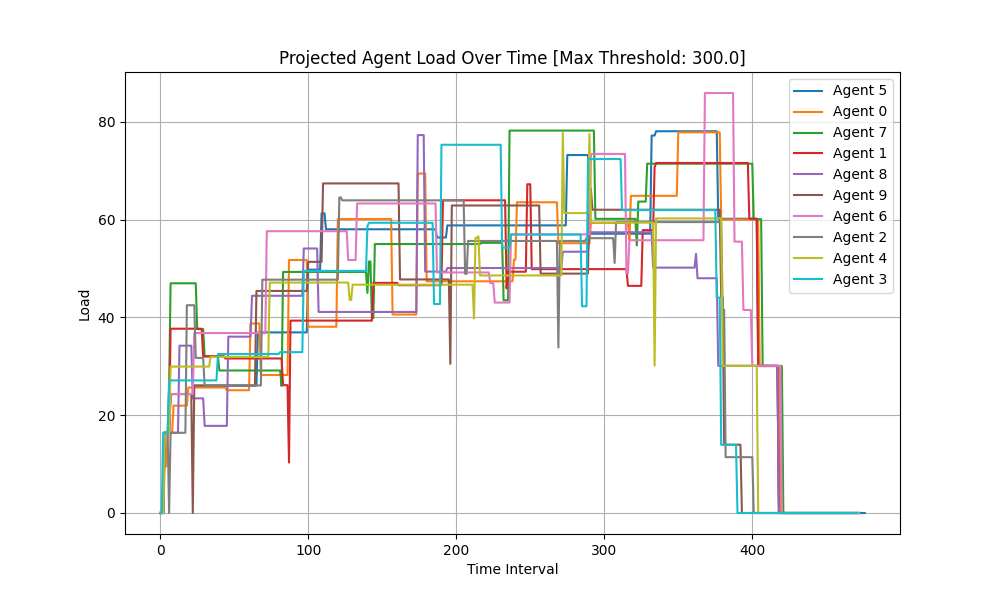 Projected Agent Load Over Time [Max Threshold: 300.0]
Load
80
60
40
20
0
0 100 200 300 400
Time Interval
Agent 5
Agent 0
Agent 7
Agent 1
Agent 8
Agent 9
Agent 6
Agent 2
Agent 4
Agent 3